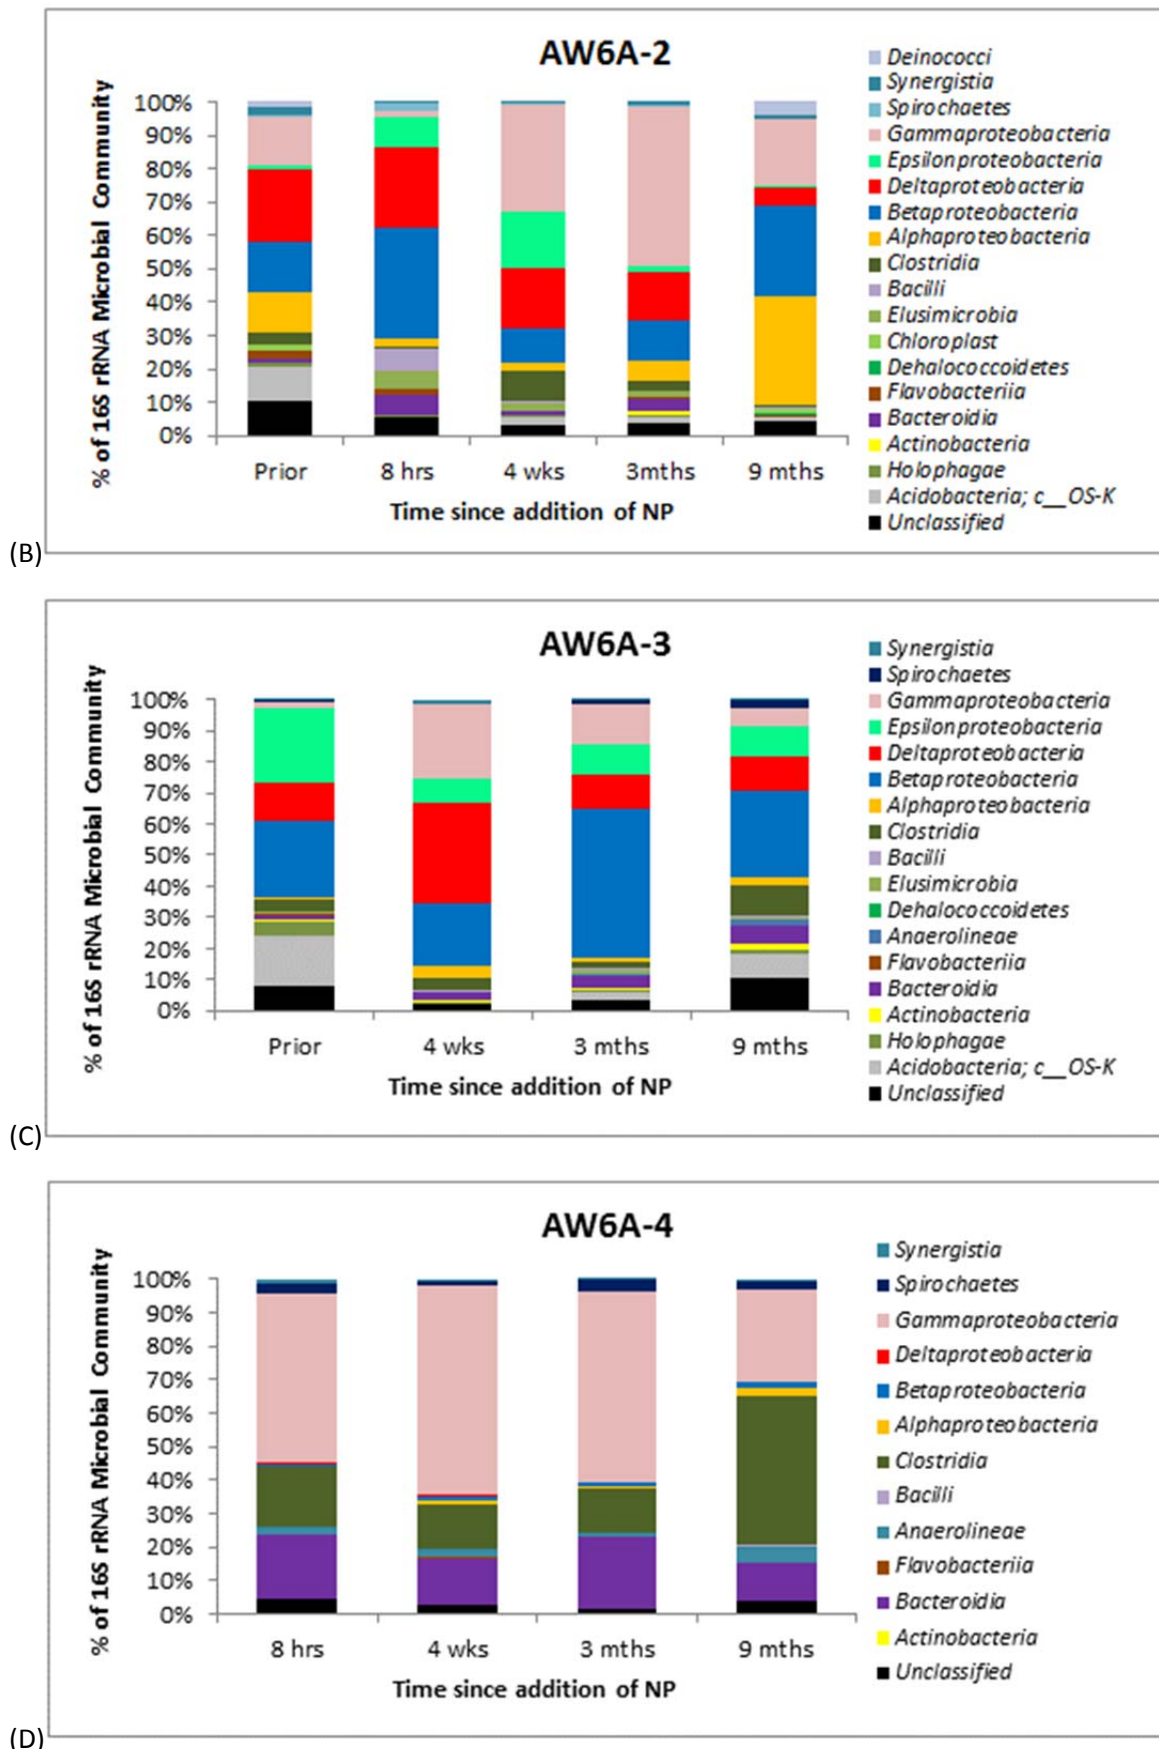 AW6A-2
% of 16S rRNA Microbial Community
100%
90%
80%
70%
60%
50%
40%
30%
20%
10%
0%
Prior 8 hrs 4 wks 3mths 9 mths
Time since addition of NP
Deinococci
Synergistia
Spirochaetes
Gammaproteobacteria
Epsilonproteobacteria
Deltaproteobacteria
Betaproteobacteria
Alphaproteobacteria
Clostridia
Bacilli
Elusimicrobia
Chloroplast
Dehalococcoidetes
Flavobacteriia
Bacteroidia
Actinobacteria
Holophagae
Acidobacteria; c__OS-K
Unclassified
(B)
AW6A-3
% of 16S rRNA Microbial Community
100%
90%
80%
70%
60%
50%
40%
30%
20%
10%
0%
Prior 4 wks 3 mths 9 mths
Time since addition of NP
Synergistia
Spirochaetes
Gammaproteobacteria
Epsilonproteobacteria
Deltaproteobacteria
Betaproteobacteria
Alphaproteobacteria
Clostridia
Bacilli
Elusimicrobia
Dehalococcoidetes
Anaerolineae
Flavobacteriia
Bacteroidia
Actinobacteria
Holophagae
Acidobacteria; c__OS-K
Unclassified
(C)
AW6A-4
% of 16S rRNA Microbial Community
100%
90%
80%
70%
60%
50%
40%
30%
20%
10%
0%
8 hrs 4 wks 3 mths 9 mths
Time since addition of NP
Synergistia
Spirochaetes
Gammaproteobacteria
Deltaproteobacteria
Betaproteobacteria
Alphaproteobacteria
Clostridia
Bacilli
Anaerolineae
Flavobacteriia
Bacteroidia
Actinobacteria
Unclassified
(D)